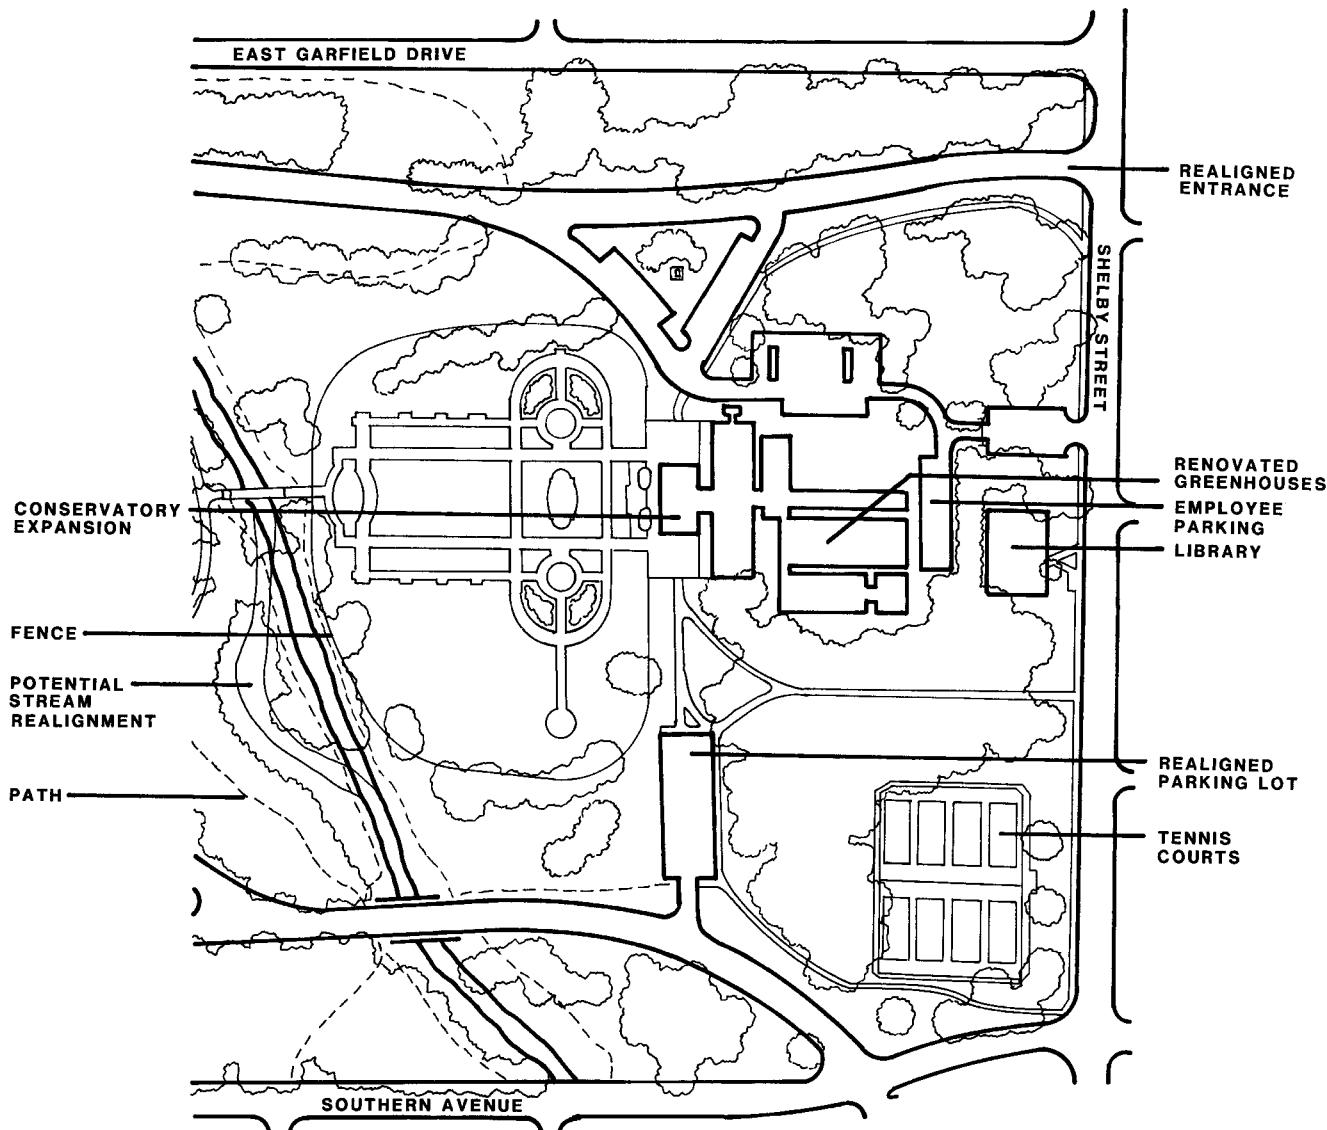 EAST GARFIELD DRIVE
REALIGNED
ENTRANCE
SHELBY STREET
RENOVATED
GREENHOUSES
CONSERVATORY
EXPANSION
EMPLOYEE
PARKING
LIBRARY
FENCE
POTENTIAL
STREAM
REALIGNMENT
REALIGNED
PARKING LOT
PATH
TENNIS
COURTS
SOUTHERN AVENUE